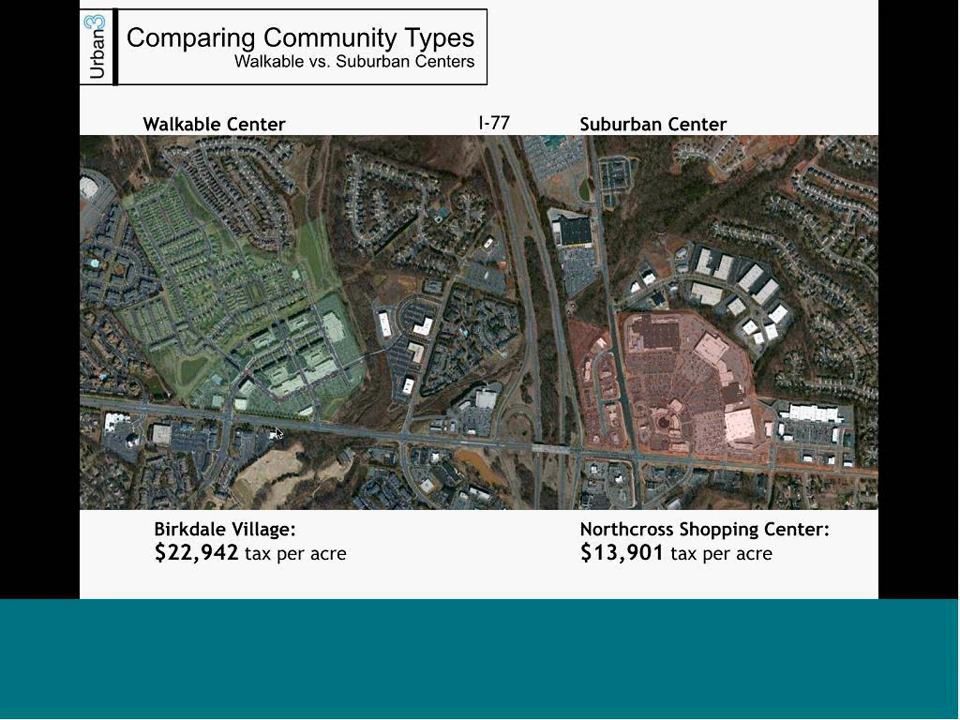 Urban3
Comparing Community Types
Walkable vs. Suburban Centers
Walkable Center
I-77
Suburban Center
Birkdale Village:
$22,942 tax per acre
Northcross Shopping Center:
$13,901 tax per acre